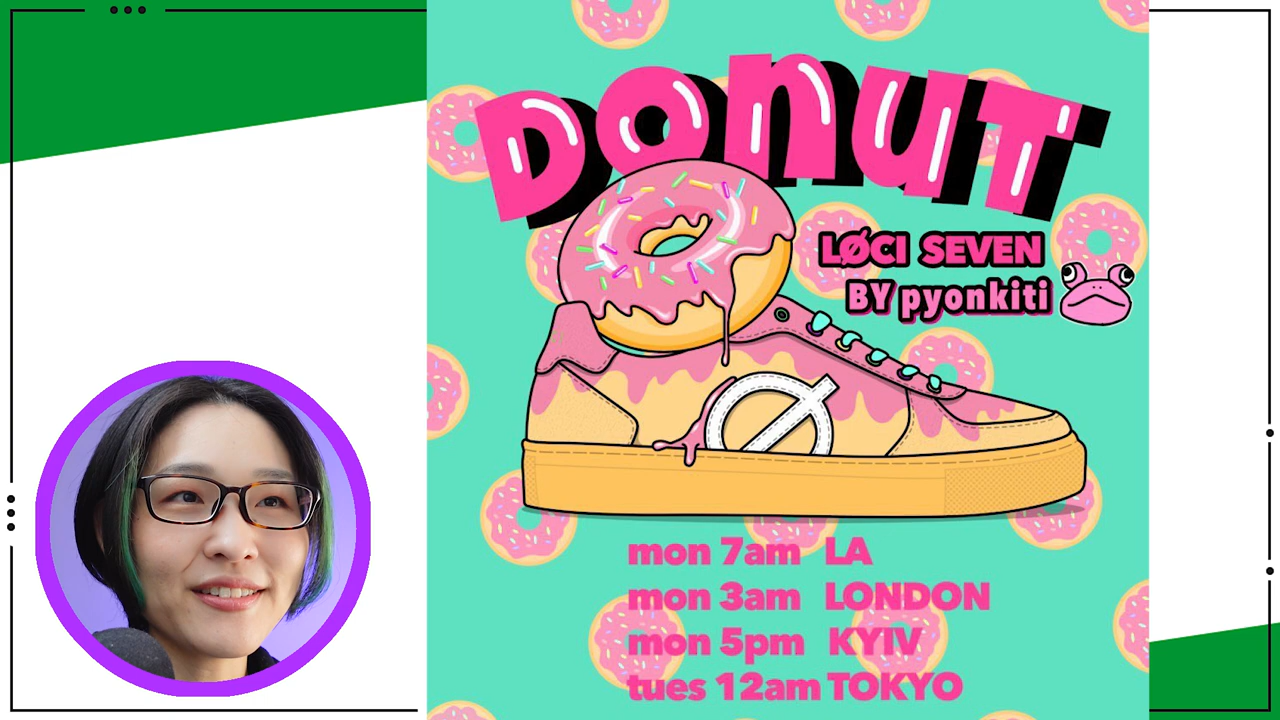 DONUT
LØCI SEVEN
BY pyonkiti
mon 7am LA
mon 3am LONDON
mon 5pm KYIV
tues 12am TOKYO